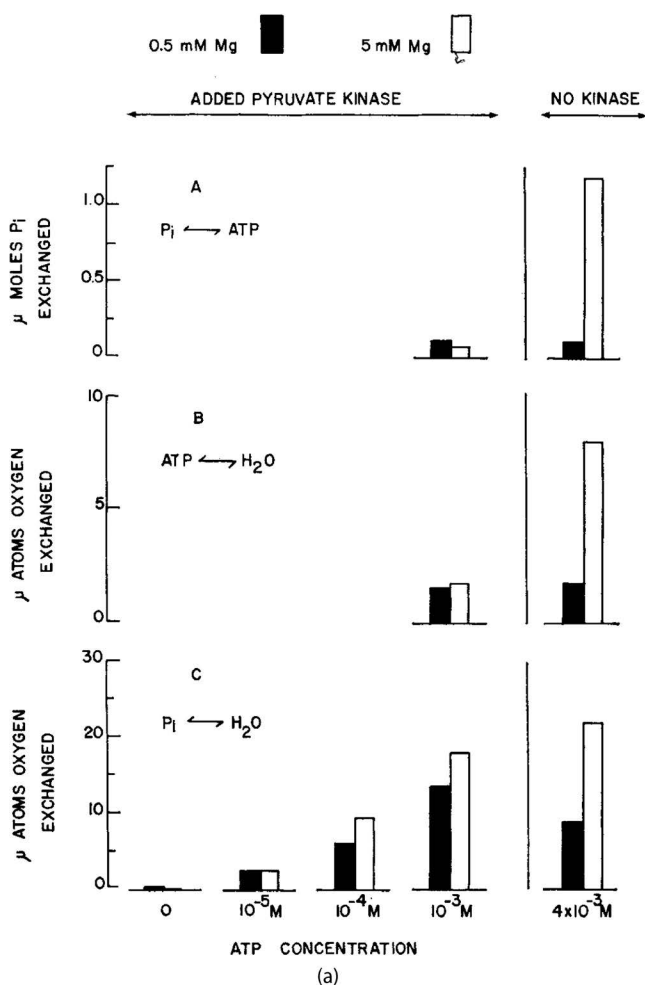 0.5 mM Mg 5 mM Mg
ADDED PYRUVATE KINASE NO KINASE
A
Pi ⟷ ATP
μ MOLES Pi
EXCHANGED
1.0
0.5
0
B
ATP ⟷ H2O
μ ATOMS OXYGEN
EXCHANGED
10
5
0
C
Pi ⟷ H2O
μ ATOMS OXYGEN
EXCHANGED
30
20
10
0
0 10⁻⁵M 10⁻⁴M 10⁻³M 4x10⁻³M
ATP CONCENTRATION
(a)